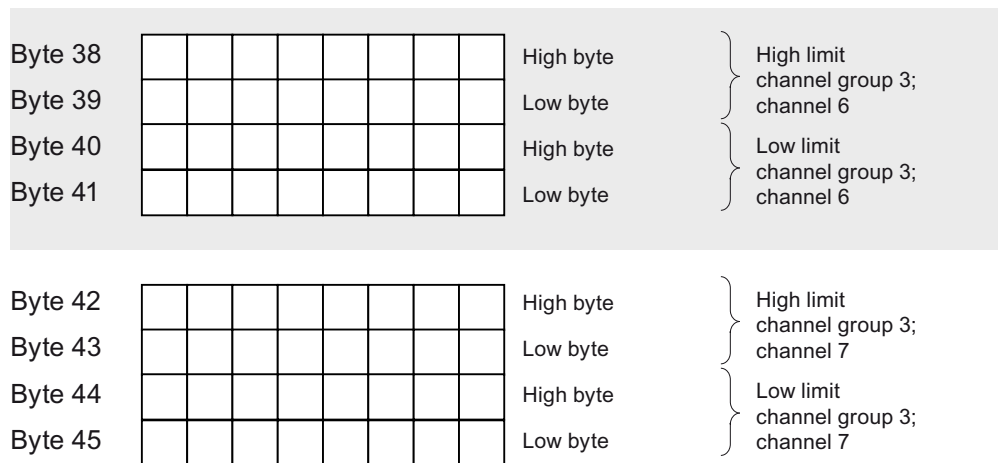 Byte 38
High byte
High limit
channel group 3;
channel 6
Byte 39
Low byte
Byte 40
High byte
Low limit
channel group 3;
channel 6
Byte 41
Low byte
Byte 42
High byte
High limit
channel group 3;
channel 7
Byte 43
Low byte
Byte 44
High byte
Low limit
channel group 3;
channel 7
Byte 45
Low byte